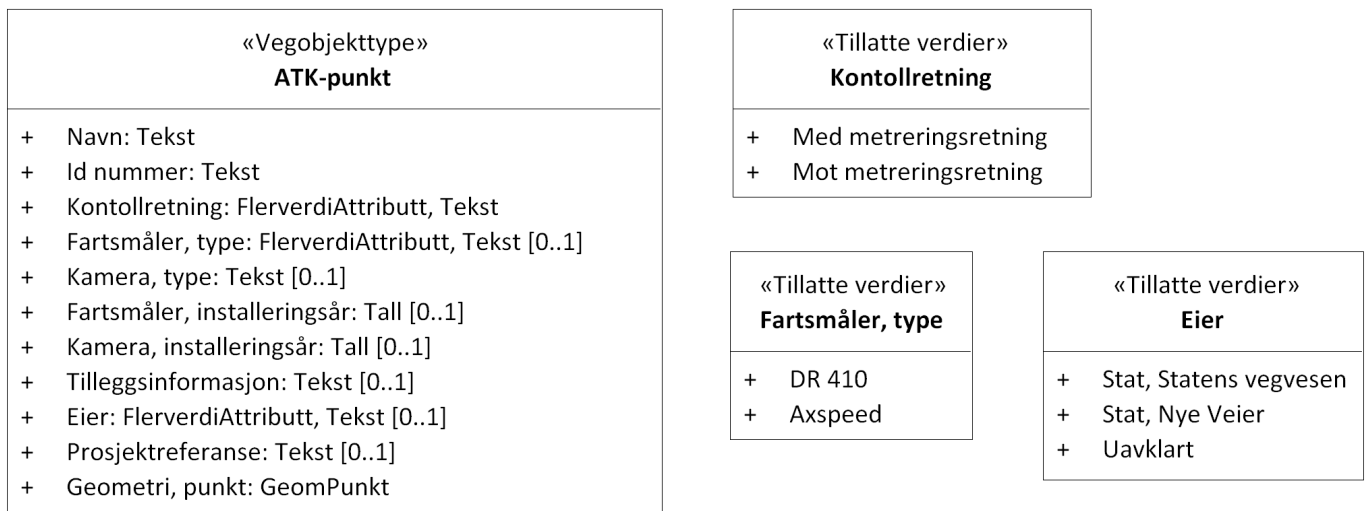 «Vegobjekttype»
ATK-punkt
+ Navn: Tekst
+ Id nummer: Tekst
+ Kontollretning: FlerverdiAttributt, Tekst
+ Fartsmåler, type: FlerverdiAttributt, Tekst [0..1]
+ Kamera, type: Tekst [0..1]
+ Fartsmåler, installeringsår: Tall [0..1]
+ Kamera, installeringsår: Tall [0..1]
+ Tilleggsinformasjon: Tekst [0..1]
+ Eier: FlerverdiAttributt, Tekst [0..1]
+ Prosjektreferanse: Tekst [0..1]
+ Geometri, punkt: GeomPunkt
«Tillatte verdier»
Kontollretning
+ Med metreringsretning
+ Mot metreringsretning
«Tillatte verdier»
Fartsmåler, type
+ DR 410
+ Axspeed
«Tillatte verdier»
Eier
+ Stat, Statens vegvesen
+ Stat, Nye Veier
+ Uavklart